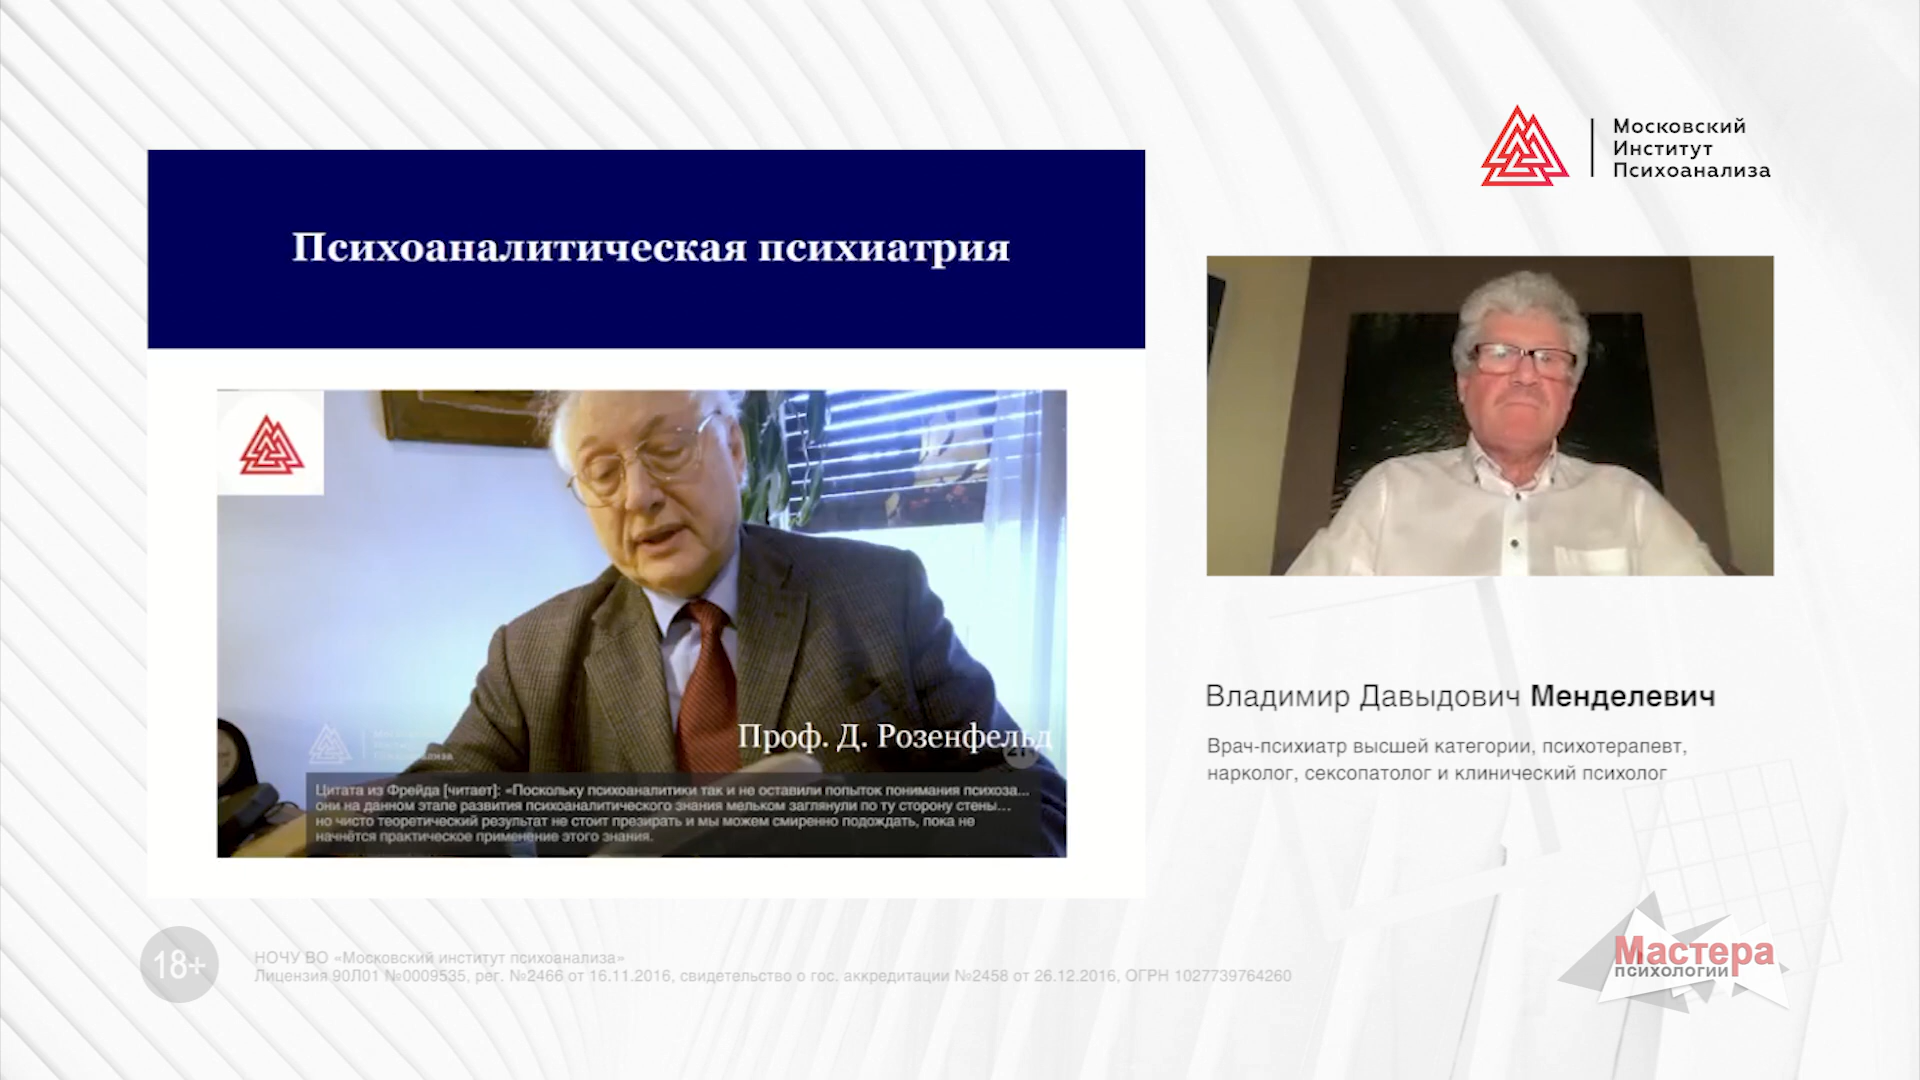 Московский
Институт
Психоанализа
Психоаналитическая психиатрия
Проф. Д. Розенфельд
21+
Цитата из Фрейда [читает]: «Поскольку психоаналитики так и не оставили попыток понимания психоза...
они на данном этапе развития психоаналитического знания мельком заглянули по ту сторону стены...
но чисто теоретический результат не стоит презирать и мы можем смиренно подождать, пока не
начнётся практическое применение этого знания.
Владимир Давыдович Менделевич
Врач-психиатр высшей категории, психотерапевт,
нарколог, сексопатолог и клинический психолог
18+
НОЧУ ВО «Московский институт психоанализа»
Лицензия 90Л01 №0009535, рег. №2466 от 16.11.2016, свидетельство о гос. аккредитации №2458 от 26.12.2016, ОГРН 1027739764260
Мастера
психологии